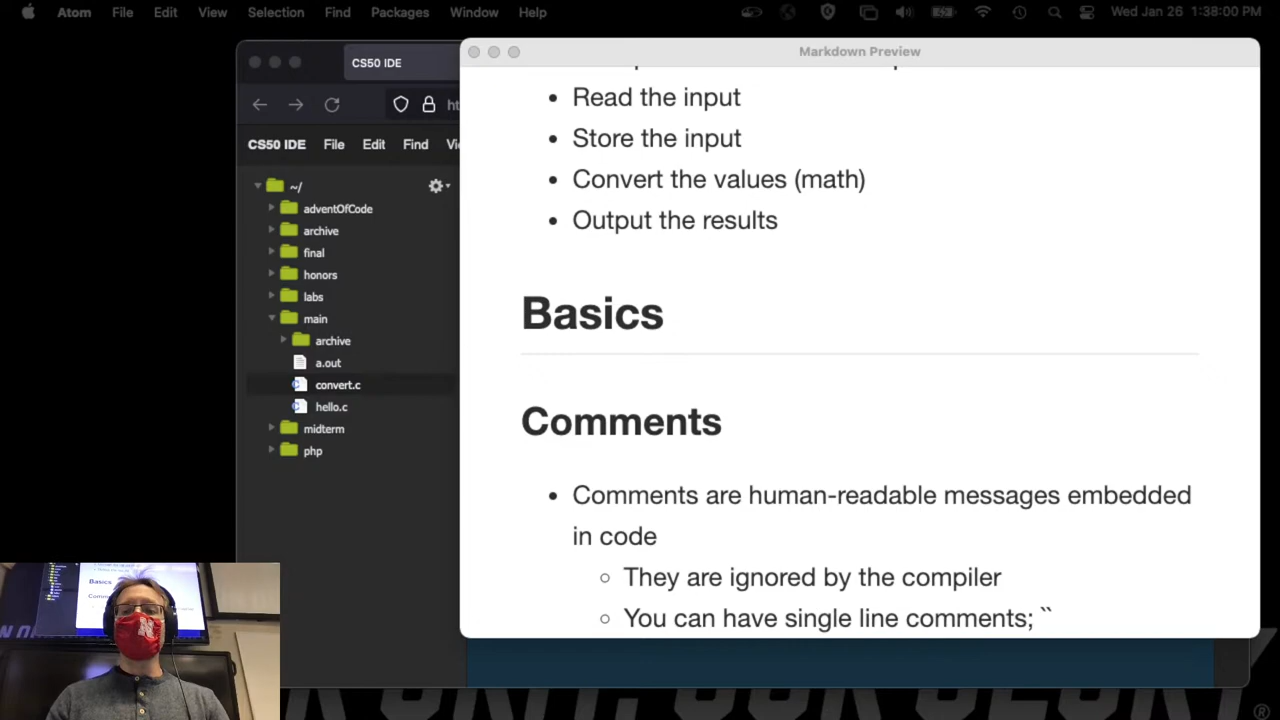 Atom File Edit View Selection Find Packages Window Help Wed Jan 26 1:38:00 PM
CS50 IDE
Markdown Preview
CS50 IDE File Edit Find
~/
adventOfCode
archive
final
honors
labs
main
archive
a.out
convert.c
hello.c
midterm
php
• Read the input
• Store the input
• Convert the values (math)
• Output the results
Basics
Comments
• Comments are human-readable messages embedded
in code
◦ They are ignored by the compiler
◦ You can have single line comments; ``